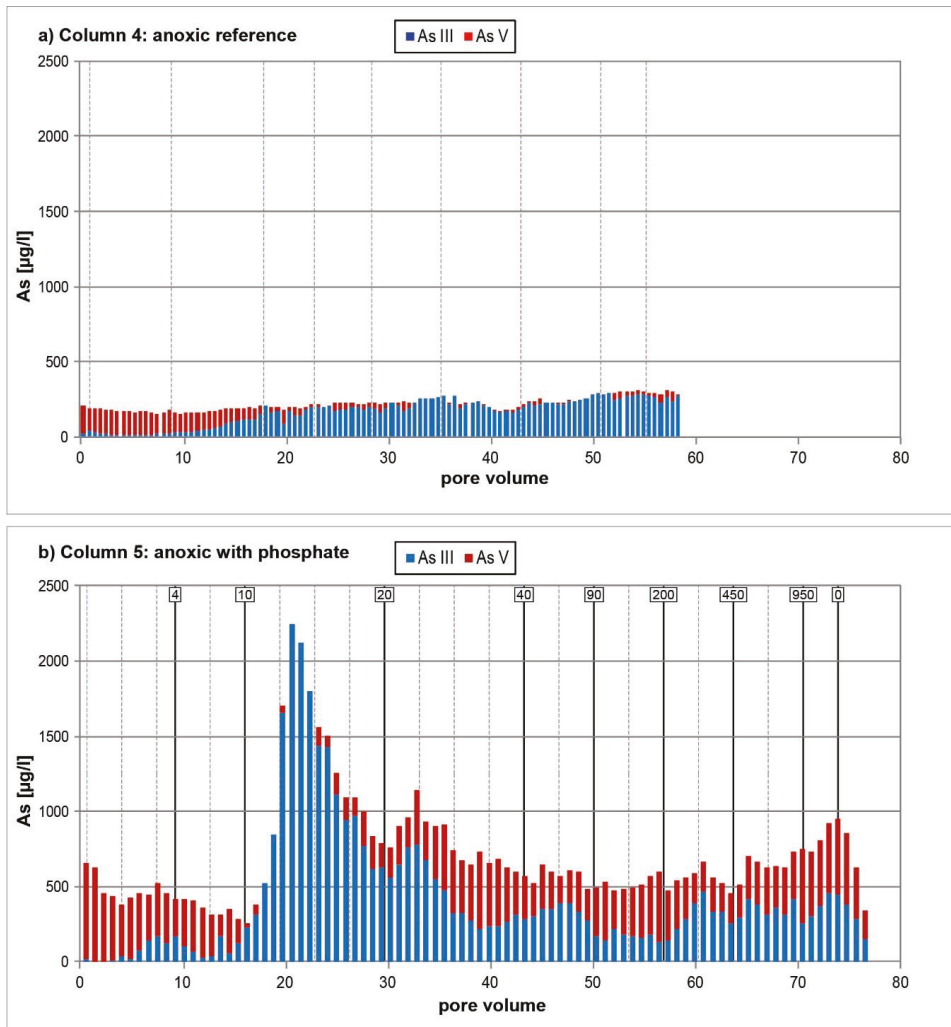 a) Column 4: anoxic reference
As III As V
2500
2000
1500
1000
500
0
As [µg/l]
0 10 20 30 40 50 60 70 80
pore volume
b) Column 5: anoxic with phosphate
As III As V
4 10 20 40 90 200 450 950 0
2500
2000
1500
1000
500
0
As [µg/l]
0 10 20 30 40 50 60 70 80
pore volume